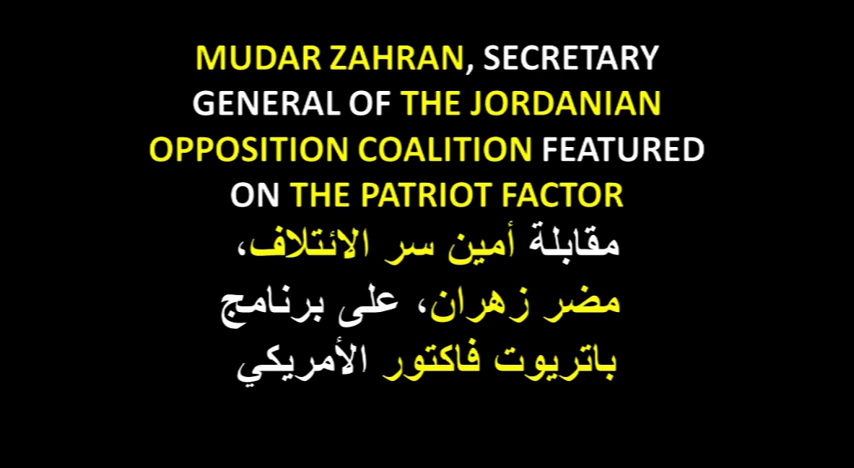 MUDAR ZAHRAN, SECRETARY
GENERAL OF THE JORDANIAN
OPPOSITION COALITION FEATURED
ON THE PATRIOT FACTOR
مقابلة أمين سر الائتلاف،
مضر زهران، على برنامج
باتريوت فاكتور الأمريكي